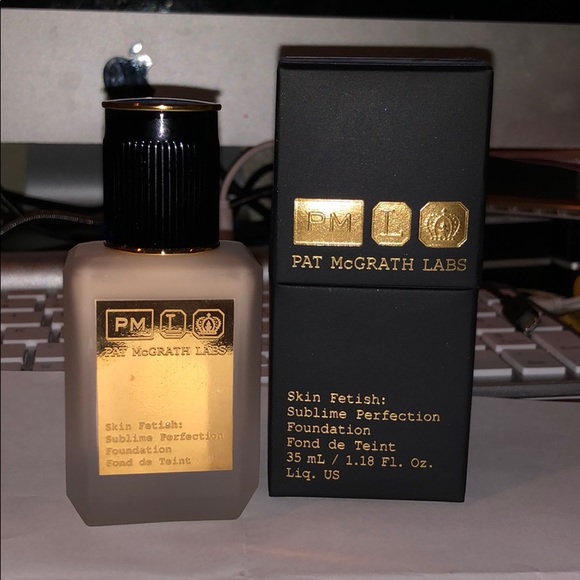 PM L
PAT McGRATH LABS
Skin Fetish:
Sublime Perfection
Foundation
Fond de Teint
PM L
PAT McGRATH LABS
Skin Fetish:
Sublime Perfection
Foundation
Fond de Teint
35 mL / 1.18 Fl. Oz.
Liq. US